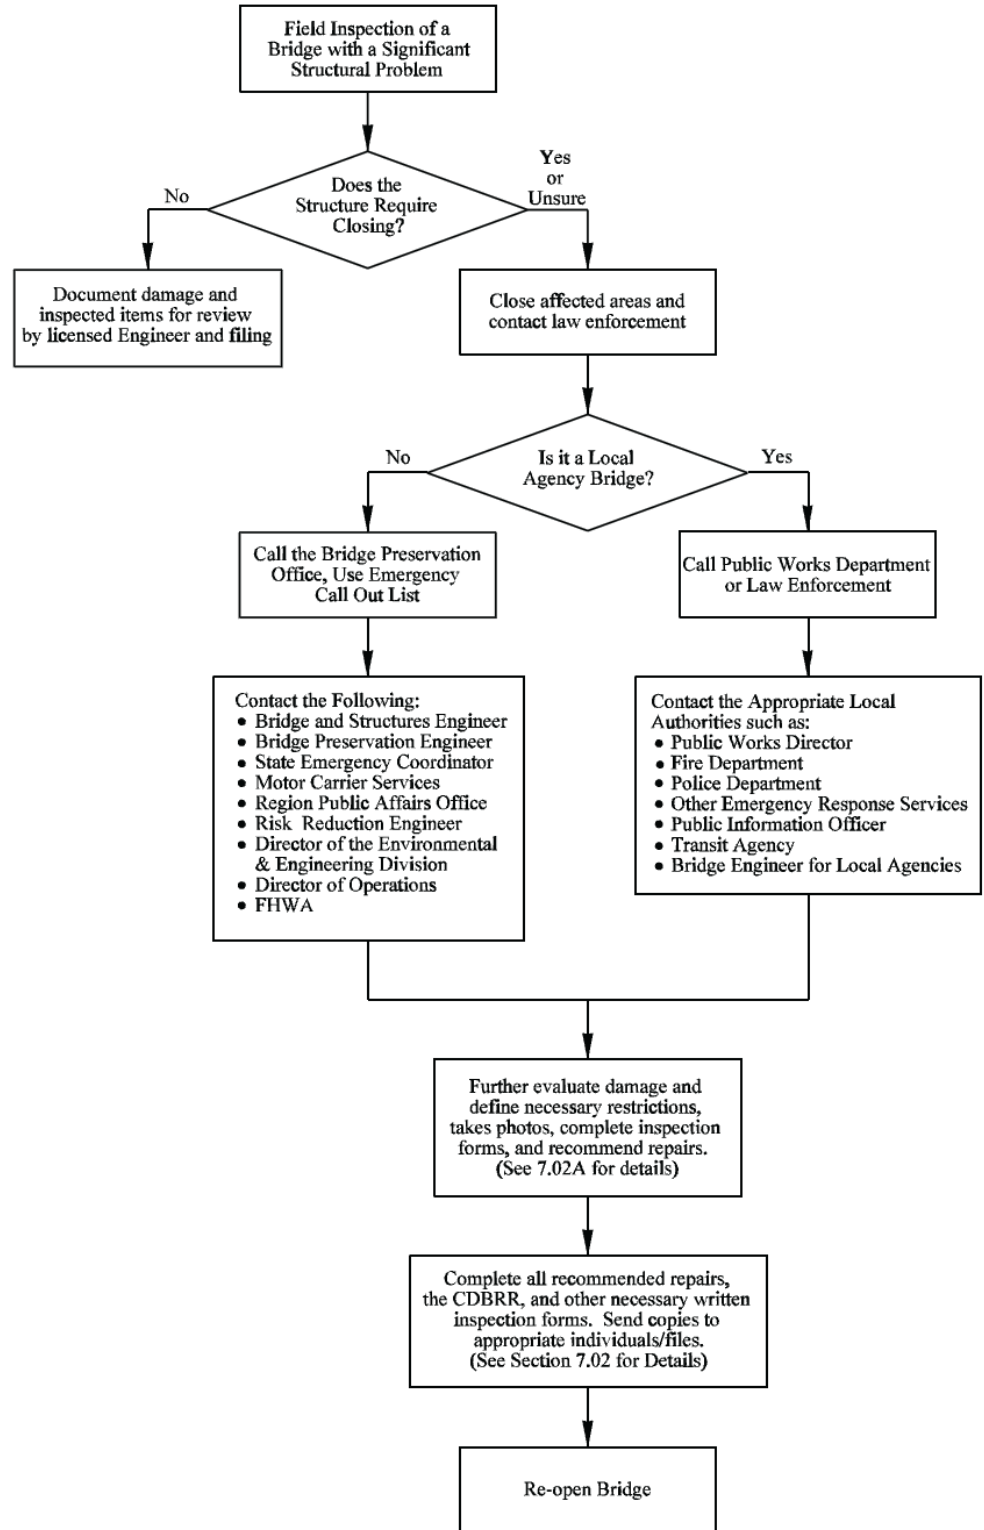 Field Inspection of a
Bridge with a Significant
Structural Problem
Does the
Structure Require
Closing?
No
Yes
or
Unsure
Document damage and
inspected items for review
by licensed Engineer and filing
Close affected areas and
contact law enforcement
Is it a Local
Agency Bridge?
No
Yes
Call the Bridge Preservation
Office, Use Emergency
Call Out List
Call Public Works Department
or Law Enforcement
Contact the Following:
• Bridge and Structures Engineer
• Bridge Preservation Engineer
• State Emergency Coordinator
• Motor Carrier Services
• Region Public Affairs Office
• Risk Reduction Engineer
• Director of the Environmental
& Engineering Division
• Director of Operations
• FHWA
Contact the Appropriate Local
Authorities such as:
• Public Works Director
• Fire Department
• Police Department
• Other Emergency Response Services
• Public Information Officer
• Transit Agency
• Bridge Engineer for Local Agencies
Further evaluate damage and
define necessary restrictions,
takes photos, complete inspection
forms, and recommend repairs.
(See 7.02A for details)
Complete all recommended repairs,
the CDBRR, and other necessary written
inspection forms. Send copies to
appropriate individuals/files.
(See Section 7.02 for Details)
Re-open Bridge